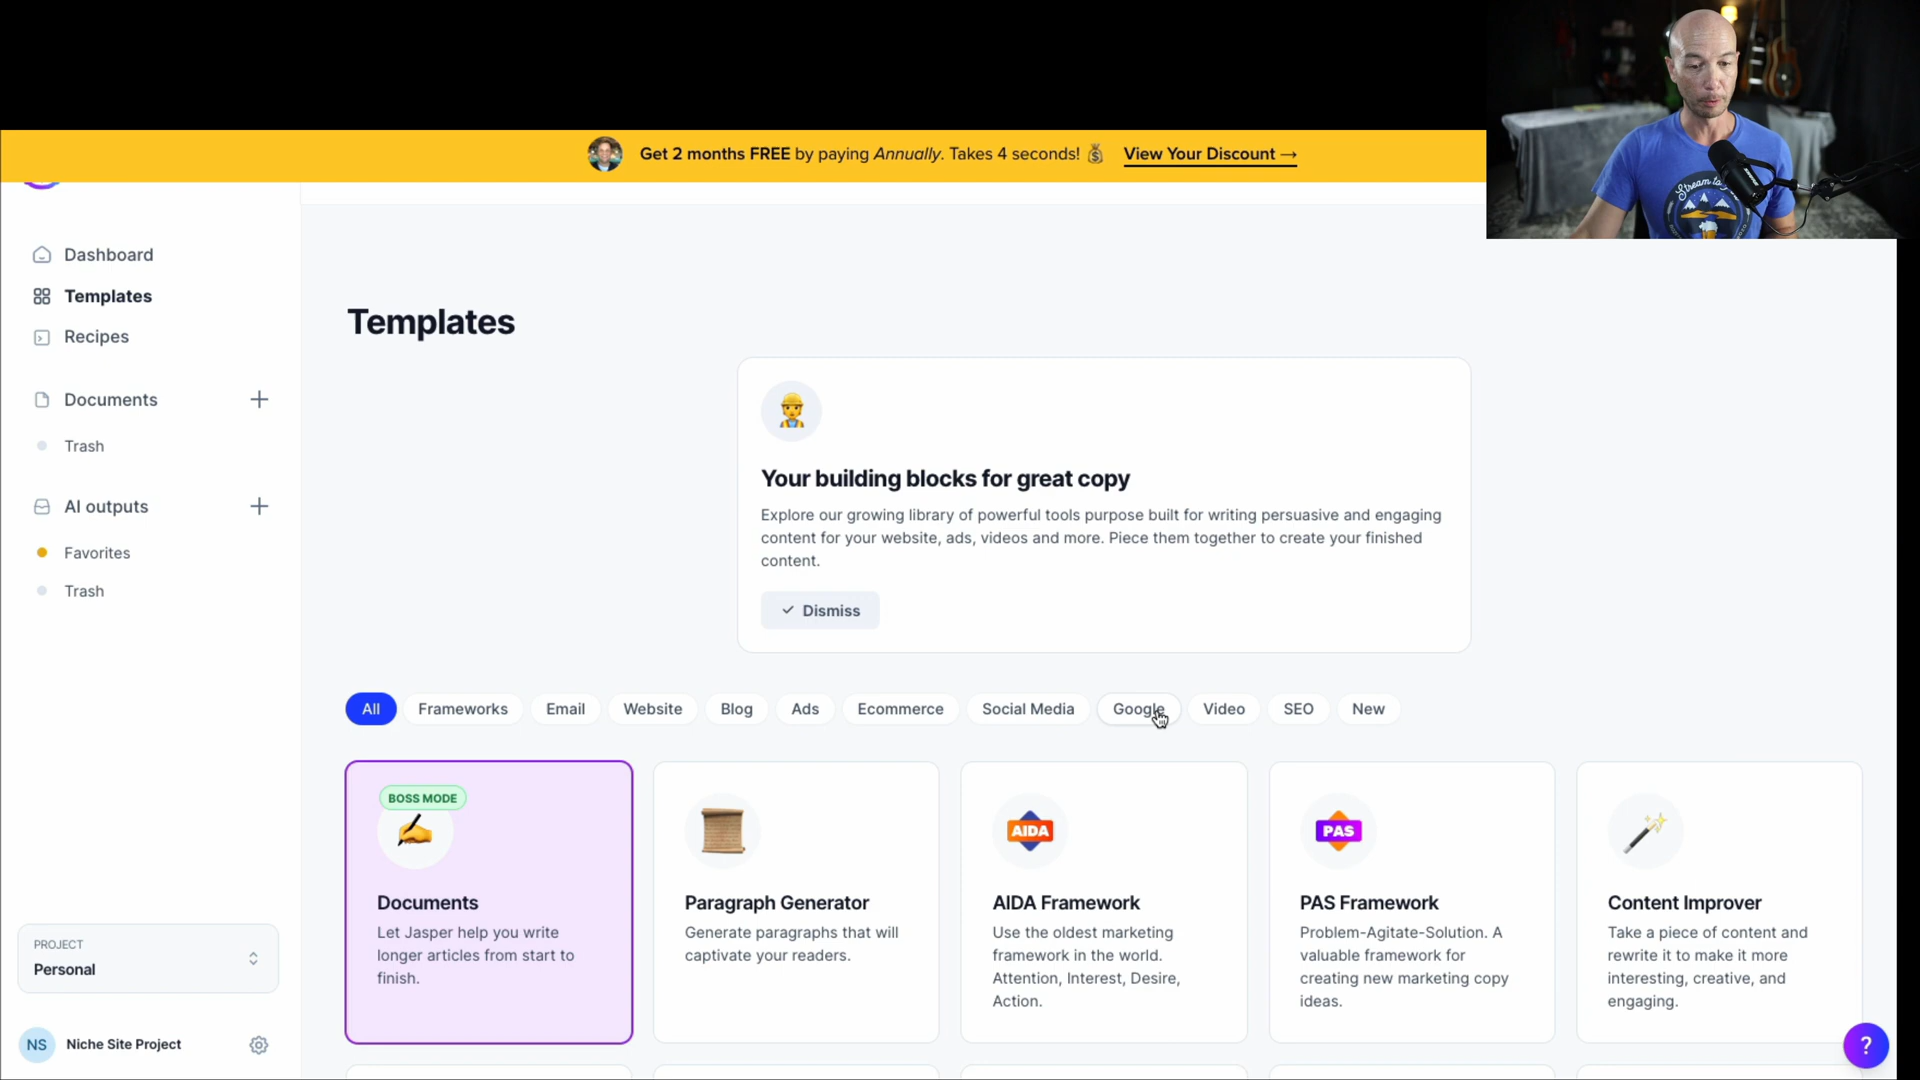 Get 2 months FREE by paying Annually. Takes 4 seconds! View Your Discount →
Dashboard
Templates
Recipes
Documents
Trash
AI outputs
Favorites
Trash
PROJECT
Personal
NS Niche Site Project
Templates
Your building blocks for great copy
Explore our growing library of powerful tools purpose built for writing persuasive and engaging
content for your website, ads, videos and more. Piece them together to create your finished
content.
Dismiss
All Frameworks Email Website Blog Ads Ecommerce Social Media Google Video SEO New
BOSS MODE
Documents
Let Jasper help you write
longer articles from start to
finish.
Paragraph Generator
Generate paragraphs that will
captivate your readers.
AIDA
AIDA Framework
Use the oldest marketing
framework in the world.
Attention, Interest, Desire,
Action.
PAS
PAS Framework
Problem-Agitate-Solution. A
valuable framework for
creating new marketing copy
ideas.
Content Improver
Take a piece of content and
rewrite it to make it more
interesting, creative, and
engaging.
?